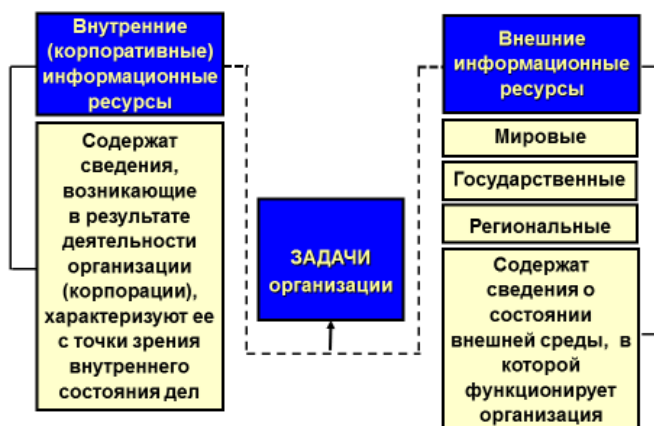 Внутренние
(корпоративные)
информационные
ресурсы
Содержат
сведения,
возникающие
в результате
деятельности
организации
(корпорации),
характеризуют ее
с точки зрения
внутреннего
состояния дел
ЗАДАЧИ
организации
Внешние
информационные
ресурсы
Мировые
Государственные
Региональные
Содержат
сведения о
состоянии
внешней среды, в
которой
функционирует
организация